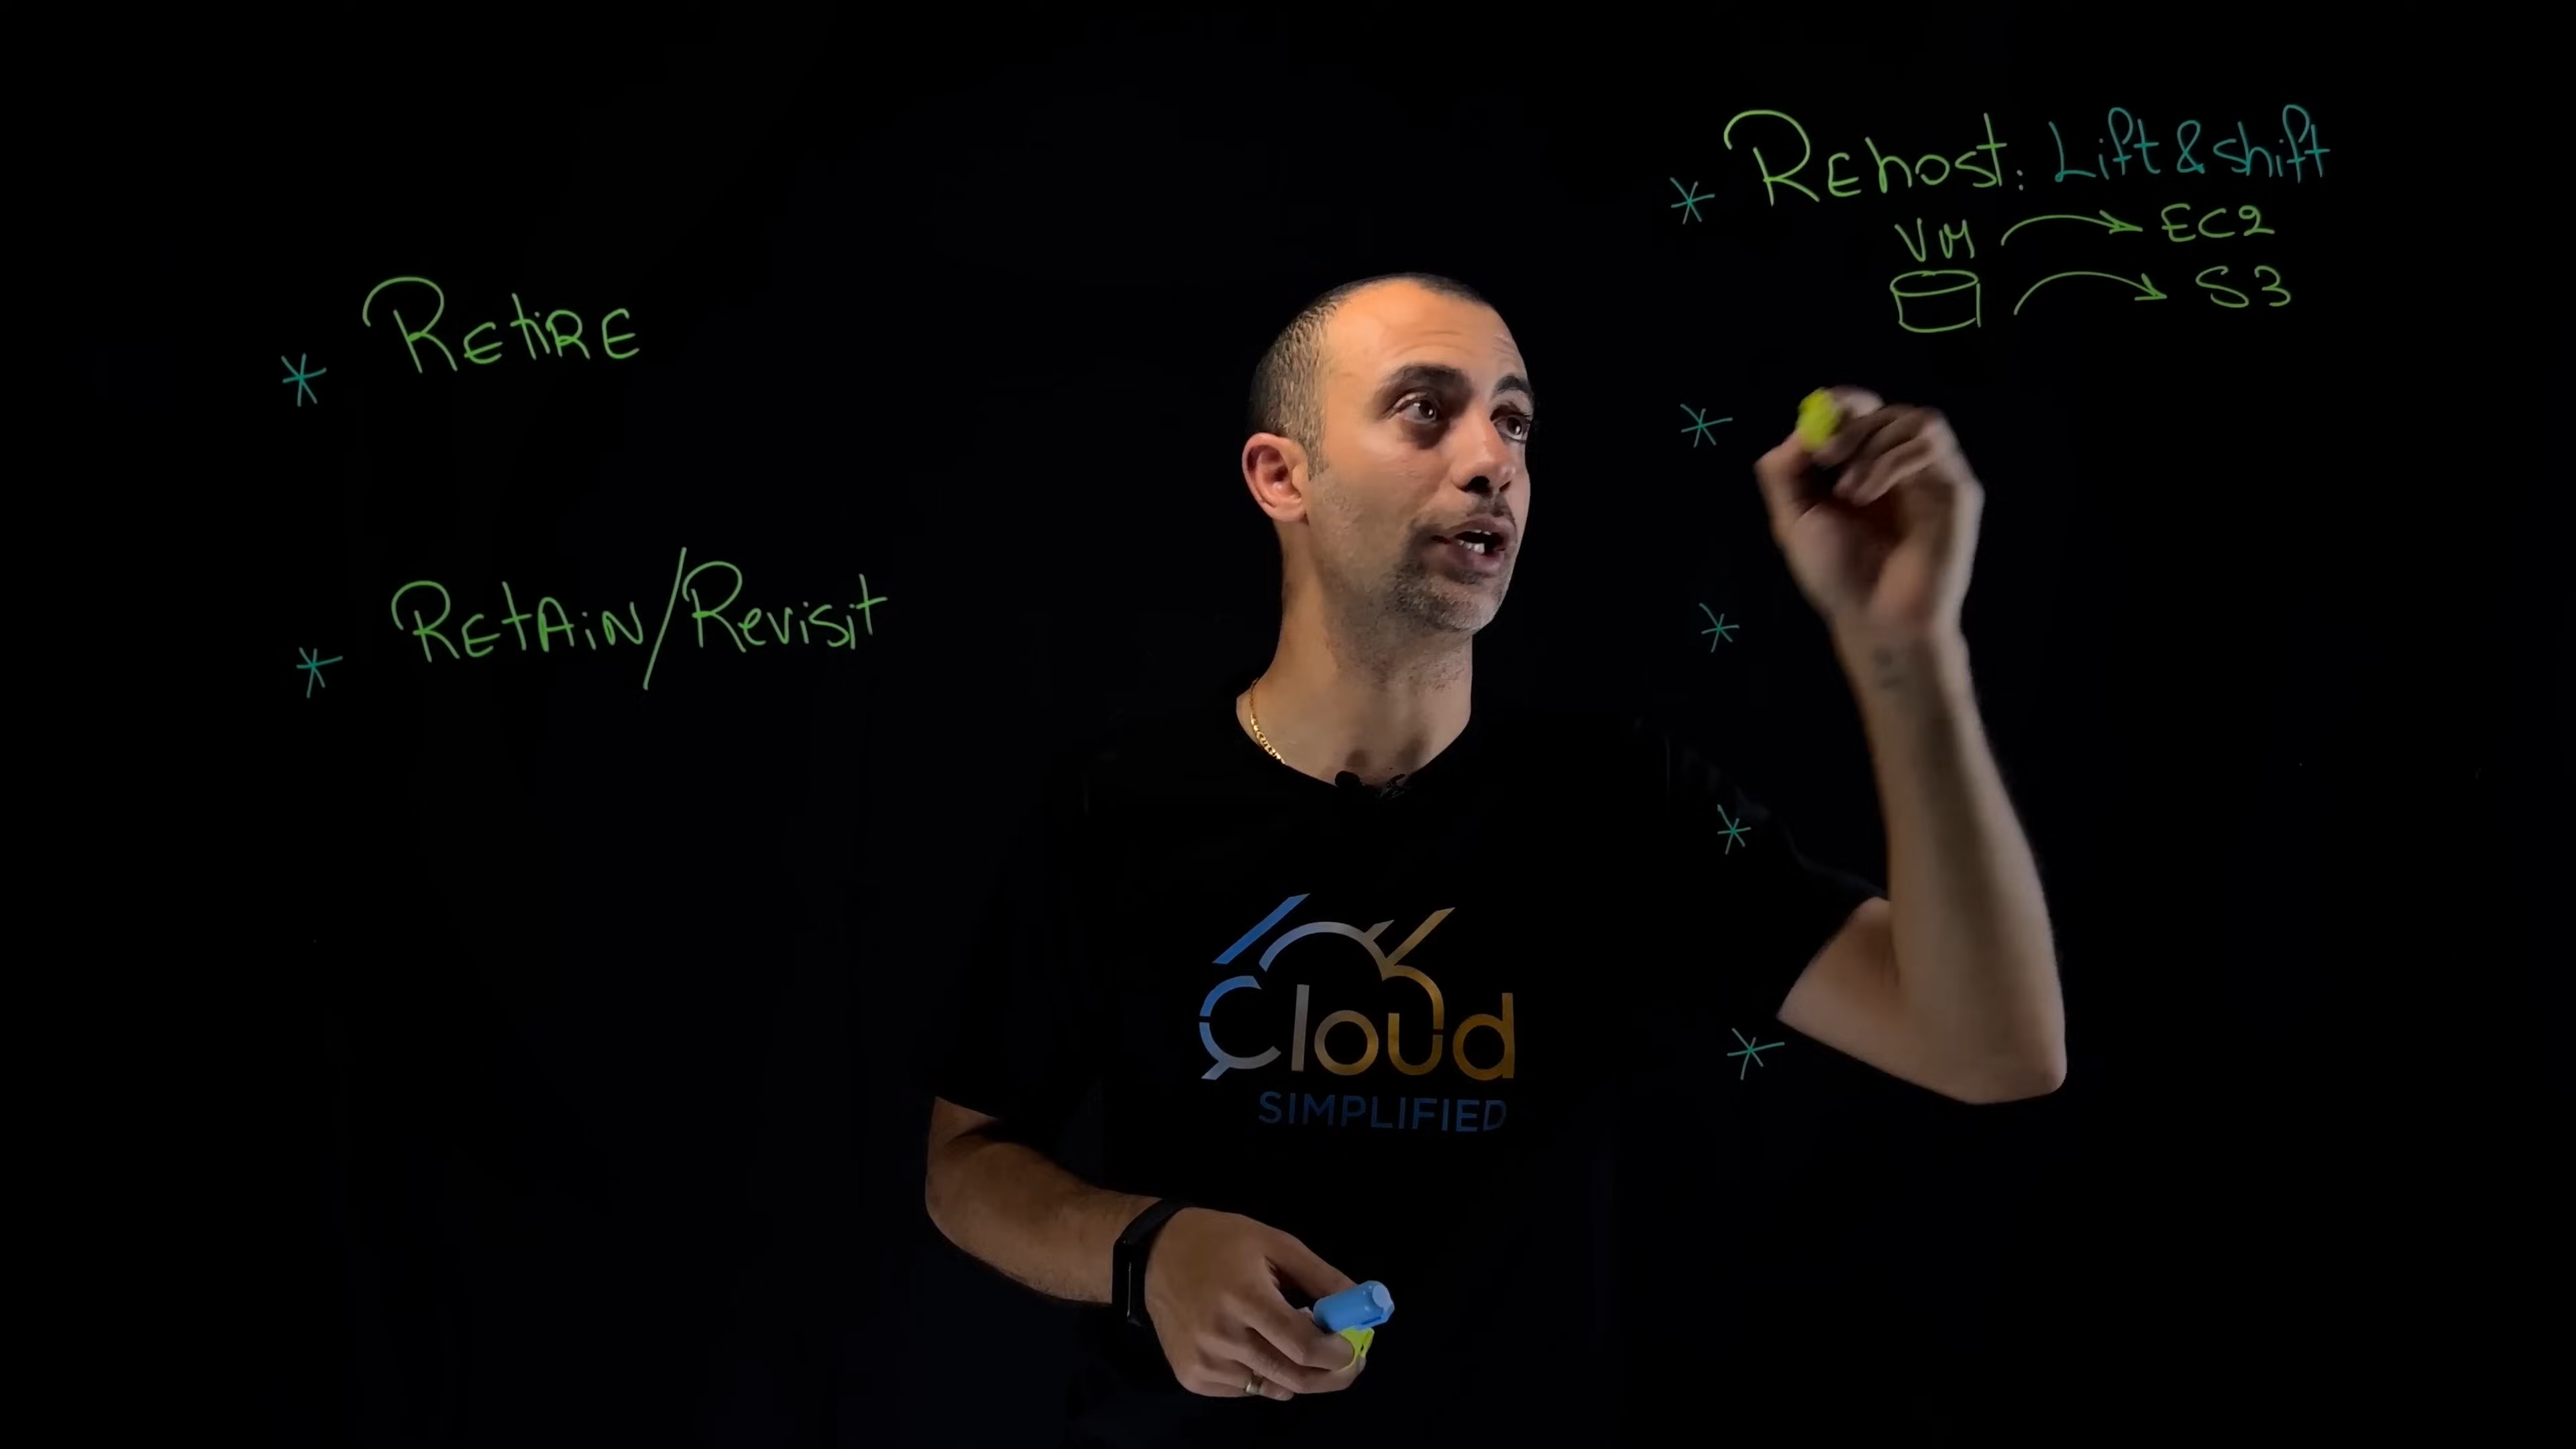 * Retire
* Retain/Revisit
* Rehost: Lift & shift
VM → EC2
→ S3
*
*
*
*
Cloud
SIMPLIFIED